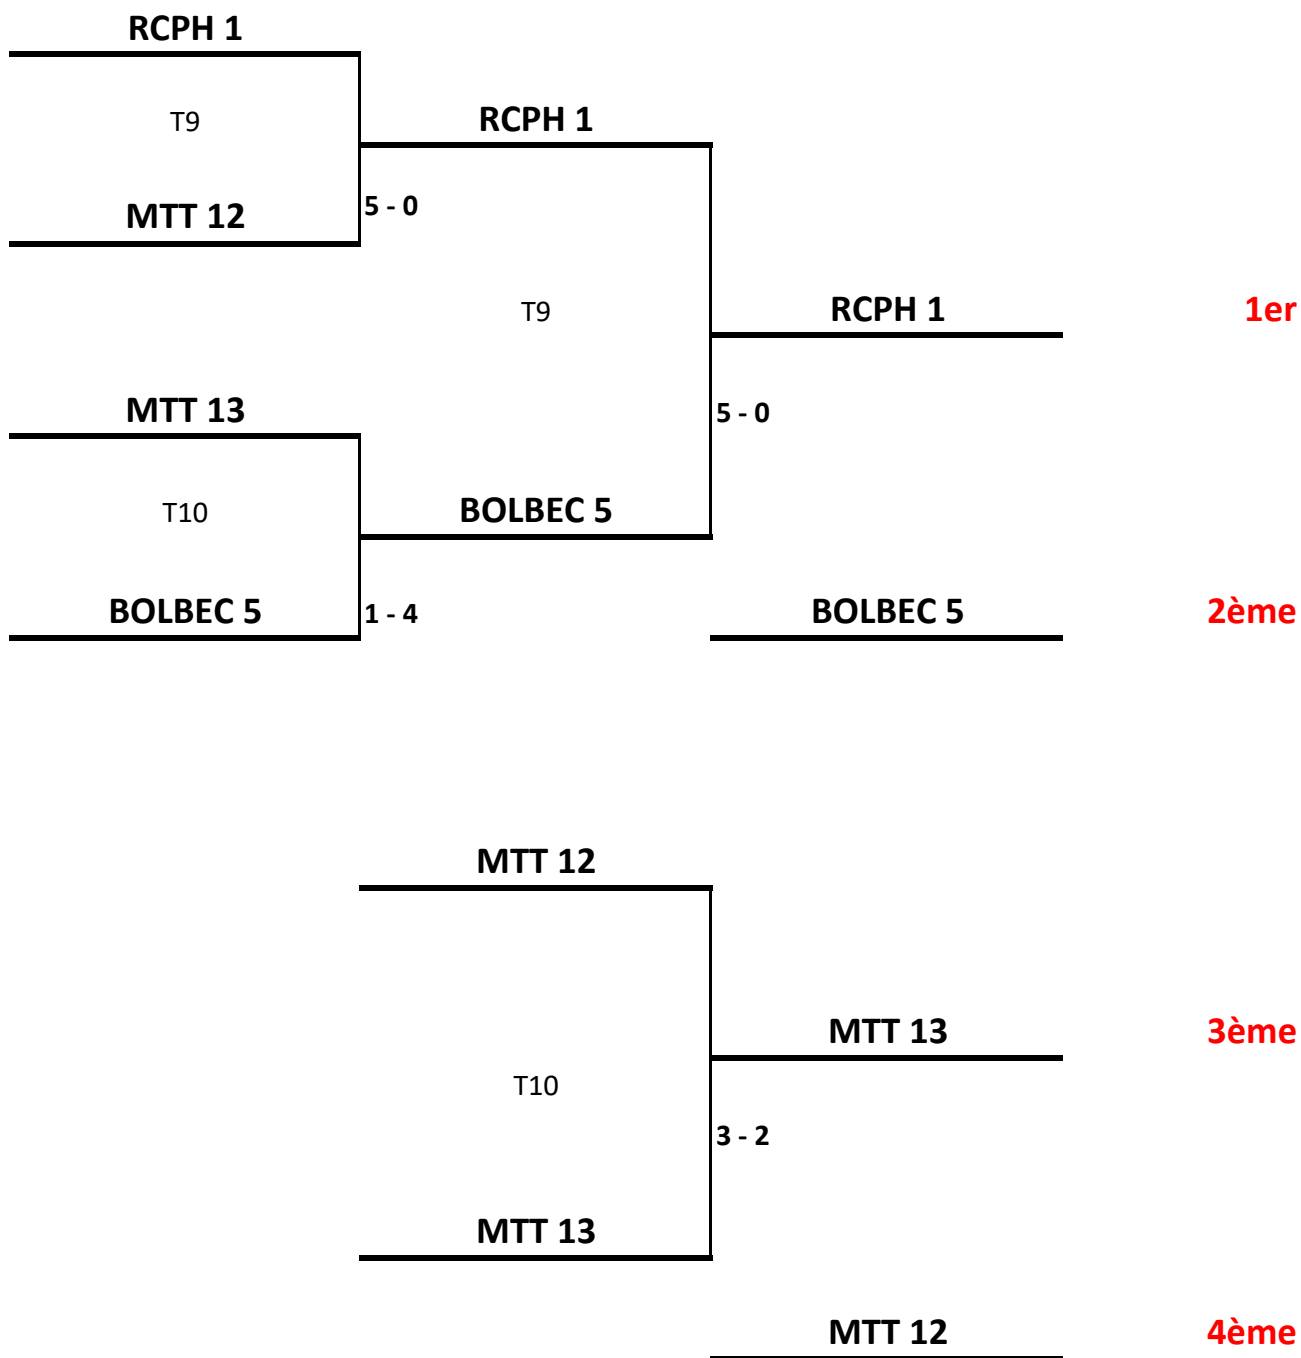 RCPH 1
T9
RCPH 1
MTT 12
5 - 0
T9
RCPH 1
1er
MTT 13
5 - 0
T10
BOLBEC 5
BOLBEC 5
1 - 4
BOLBEC 5
2ème
MTT 12
MTT 13
3ème
T10
3 - 2
MTT 13
MTT 12
4ème